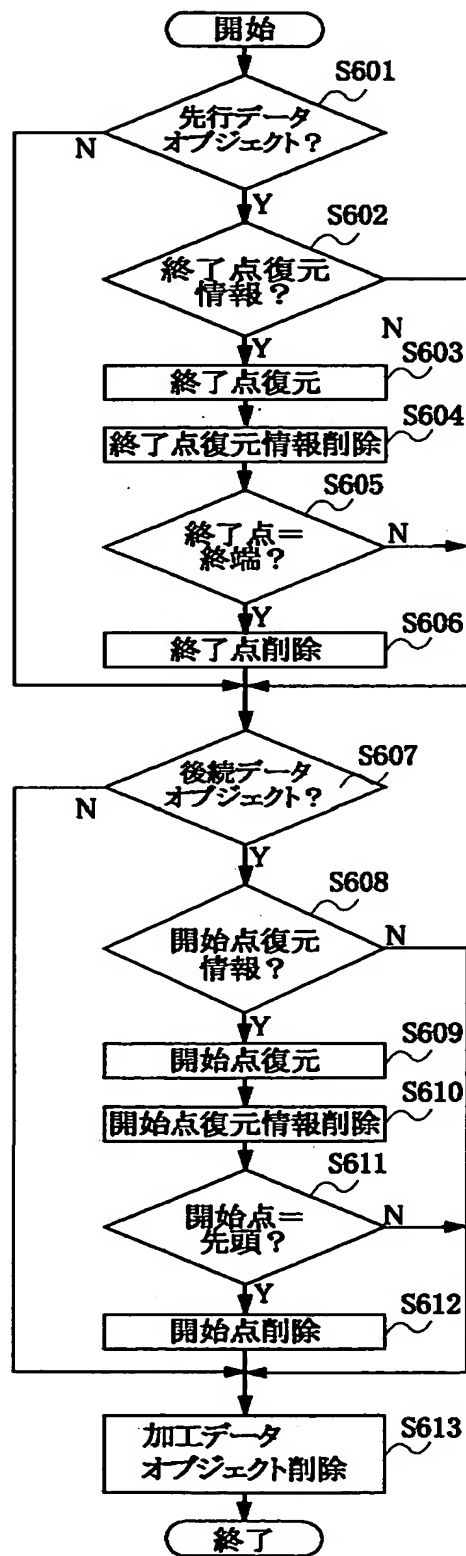 開始
S601
先行データ
オブジェクト?
N
Y
S602
終了点復元
情報?
N
Y
S603
終了点復元
S604
終了点復元情報削除
S605
終了点=
終端?
N
Y
S606
終了点削除
S607
後続データ
オブジェクト?
N
Y
S608
開始点復元
情報?
N
Y
S609
開始点復元
S610
開始点復元情報削除
S611
開始点=
先頭?
N
Y
S612
開始点削除
S613
加工データ
オブジェクト削除
終了